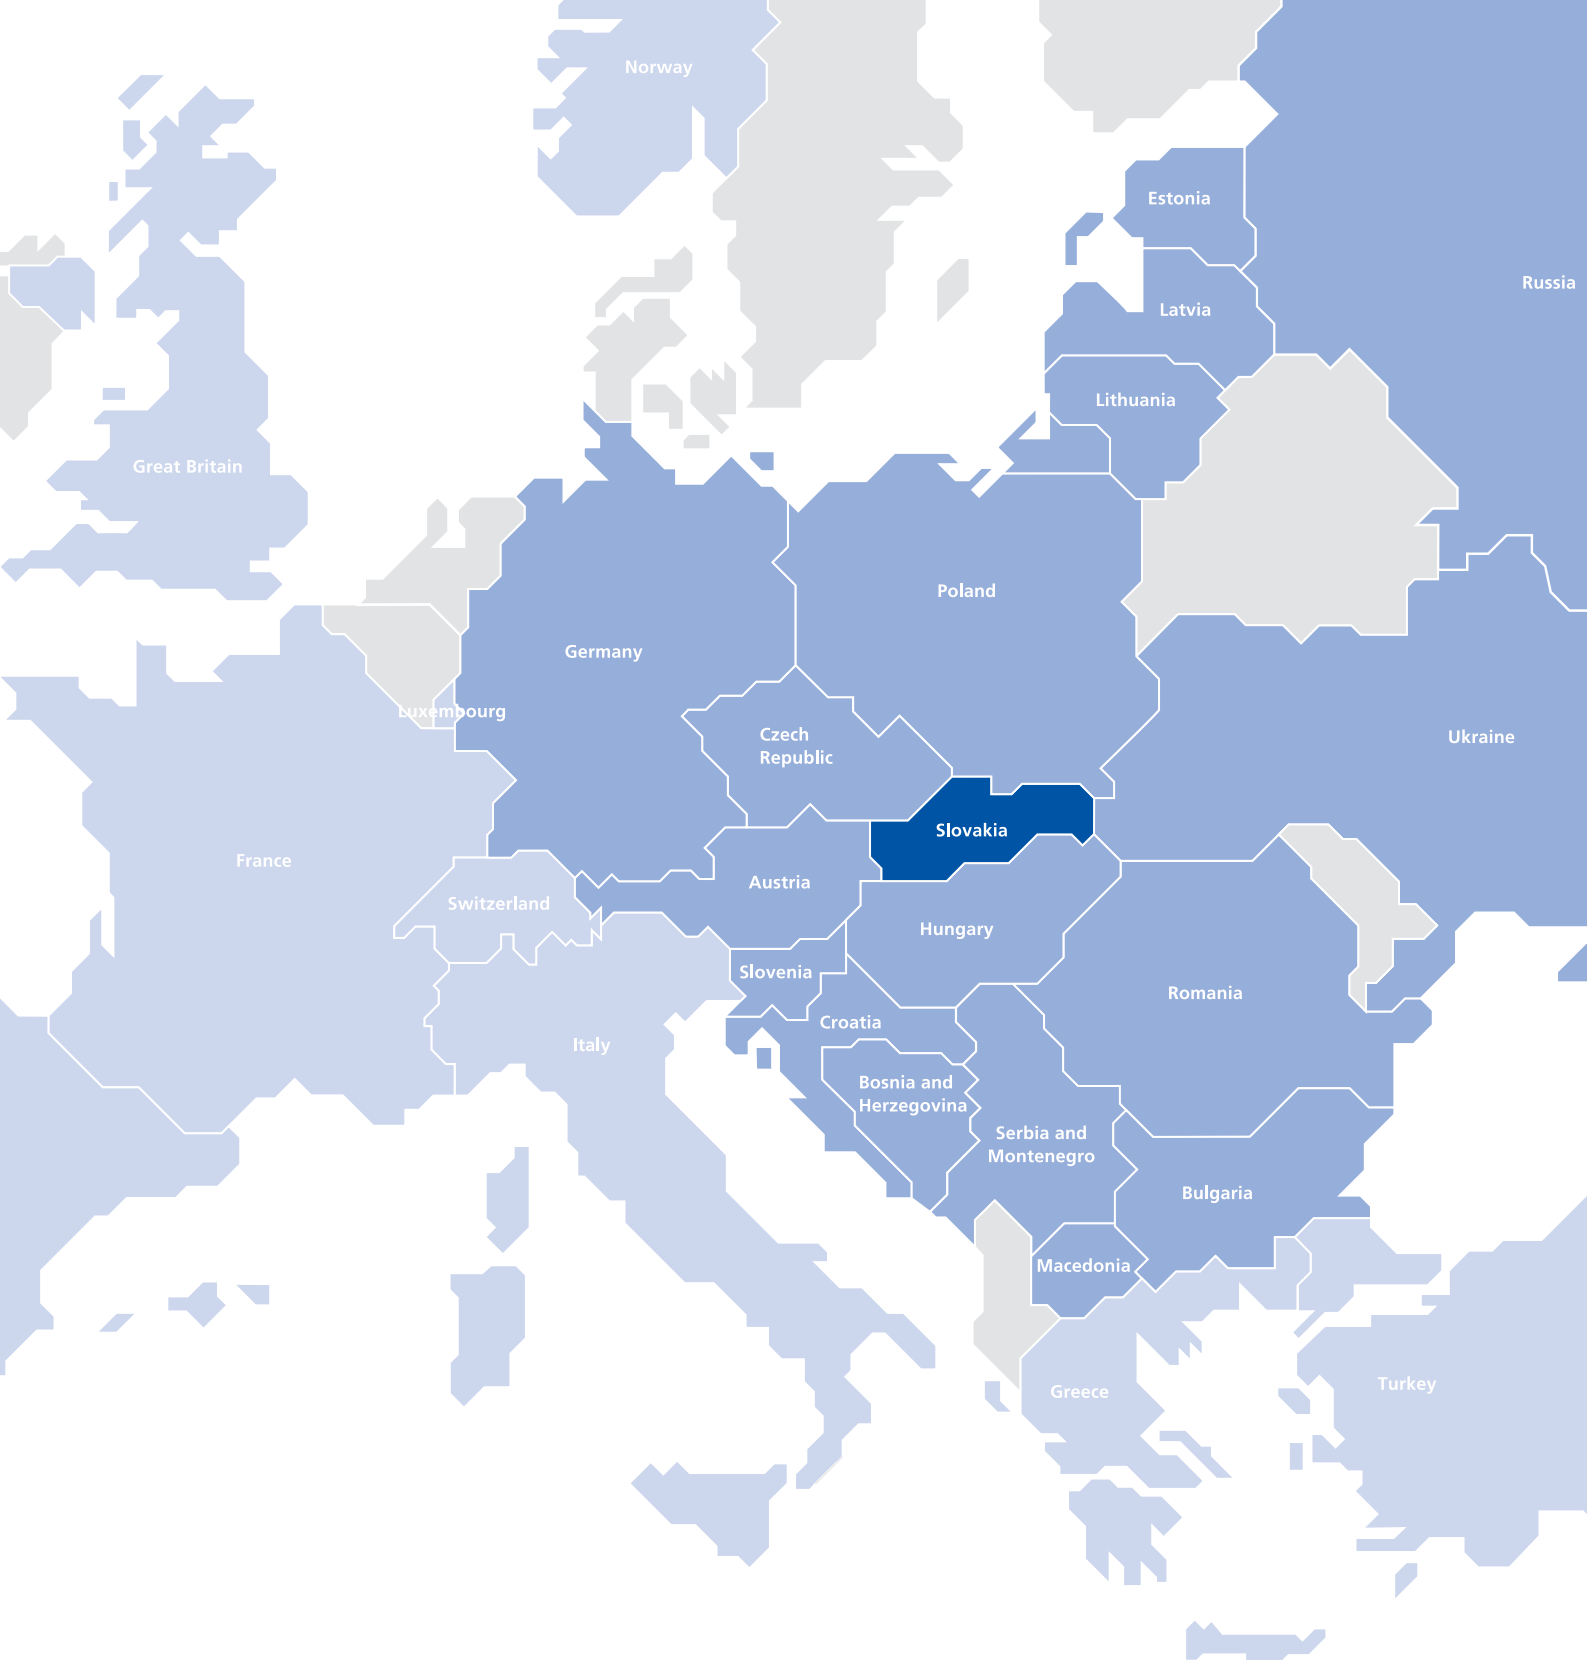 Norway
Estonia
Russia
Latvia
Lithuania
Great Britain
Poland
Germany
Luxembourg
Czech
Republic
Ukraine
Slovakia
France
Austria
Switzerland
Hungary
Slovenia
Romania
Croatia
Italy
Bosnia and
Herzegovina
Serbia and
Montenegro
Bulgaria
Macedonia
Turkey
Greece